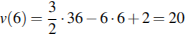 v(6) = 3/2 · 36 − 6 · 6 + 2 = 20